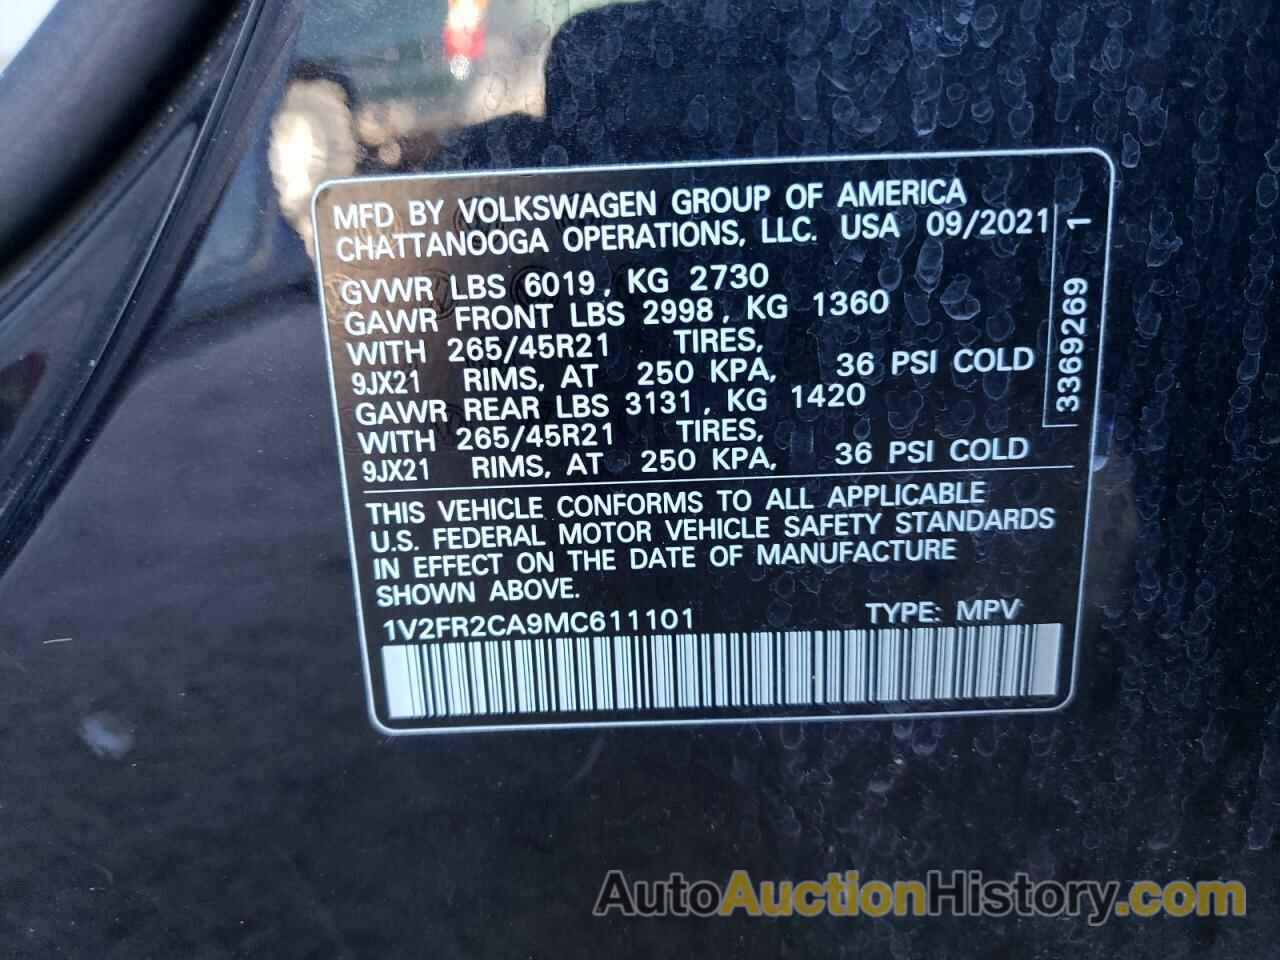 MFD BY VOLKSWAGEN GROUP OF AMERICA
CHATTANOOGA OPERATIONS, LLC. USA 09/2021
GVWR LBS 6019, KG 2730
GAWR FRONT LBS 2998, KG 1360
WITH 265/45R21 TIRES,
9JX21 RIMS, AT 250 KPA, 36 PSI COLD
GAWR REAR LBS 3131, KG 1420
WITH 265/45R21 TIRES,
9JX21 RIMS, AT 250 KPA, 36 PSI COLD
3369269 1
THIS VEHICLE CONFORMS TO ALL APPLICABLE
U.S. FEDERAL MOTOR VEHICLE SAFETY STANDARDS
IN EFFECT ON THE DATE OF MANUFACTURE
SHOWN ABOVE.
1V2FR2CA9MC611101 TYPE: MPV
AutoAuctionHistory.com